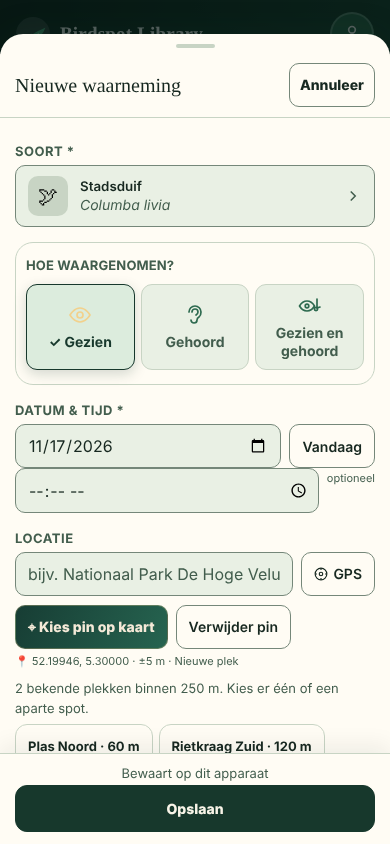 Birdspot Library
Nieuwe waarneming
Annuleer
SOORT *
Stadsduif
Columba livia
HOE WAARGENOMEN?
✓ Gezien
Gehoord
Gezien en
gehoord
DATUM & TIJD *
11/17/2026
Vandaag
--:-- --
optioneel
LOCATIE
bijv. Nationaal Park De Hoge Velu
GPS
⌖ Kies pin op kaart
Verwijder pin
📍 52.19946, 5.30000 · ±5 m · Nieuwe plek
2 bekende plekken binnen 250 m. Kies er één of een
aparte spot.
Plas Noord · 60 m
Rietkraag Zuid · 120 m
Bewaart op dit apparaat
Opslaan